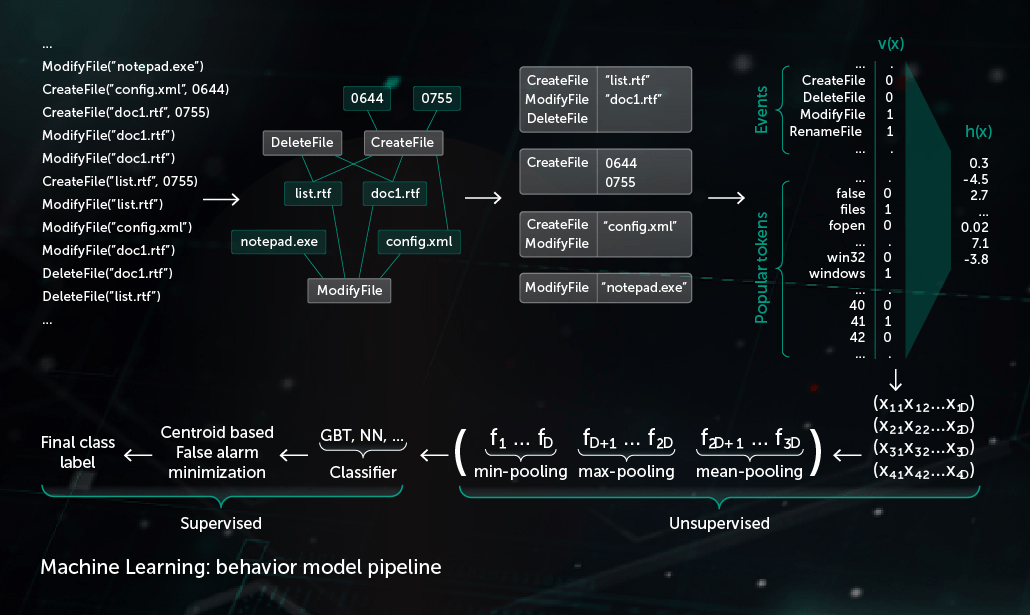 ...
ModifyFile("notepad.exe")
CreateFile("config.xml", 0644)
CreateFile("doc1.rtf", 0755)
ModifyFile("doc1.rtf")
ModifyFile("doc1.rtf")
CreateFile("list.rtf", 0755)
ModifyFile("list.rtf")
ModifyFile("config.xml")
ModifyFile("doc1.rtf")
DeleteFile("doc1.rtf")
DeleteFile("list.rtf")
...
0644 0755
DeleteFile CreateFile
list.rtf doc1.rtf
notepad.exe config.xml
ModifyFile
CreateFile "list.rtf"
ModifyFile "doc1.rtf"
DeleteFile
CreateFile 0644
0755
CreateFile "config.xml"
ModifyFile
ModifyFile "notepad.exe"
v(x)
Events
... .
CreateFile 0
DeleteFile 0
ModifyFile 1
RenameFile 1
... .
Popular tokens
... .
false 0
files 1
fopen 0
... .
win32 0
windows 1
... .
40 0
41 1
42 0
... .
h(x)
0.3
-4.5
2.7
...
0.02
7.1
-3.8
(x11x12...x1D)
(x21x22...x2D)
(x31x32...x3D)
(x41x42...x4D)
( f1 ... fD fD+1 ... f2D f2D+1 ... f3D )
min-pooling max-pooling mean-pooling
Unsupervised
GBT, NN, ...
Classifier
Centroid based
False alarm
minimization
Final class
label
Supervised
Machine Learning: behavior model pipeline